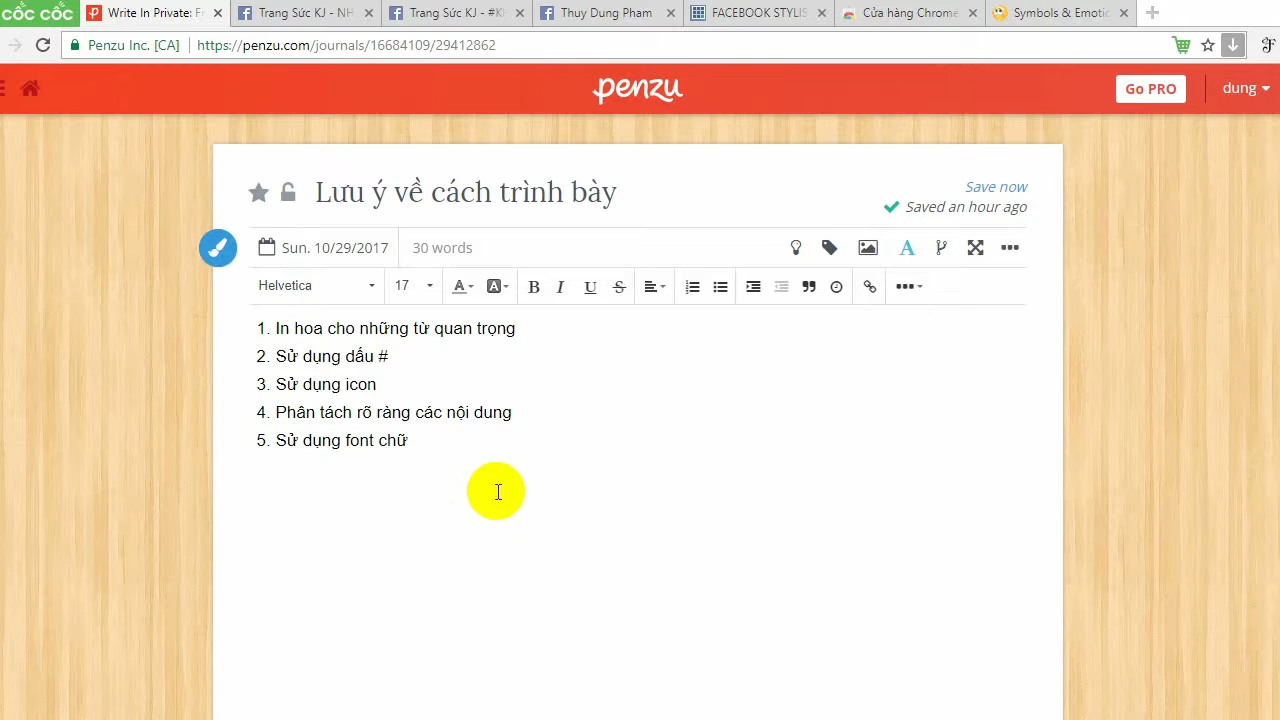 CỐC CỐC
Write In Private: Fr
Trang Sức KJ - NH
Trang Sức KJ - #Kh
Thuy Dung Pham
FACEBOOK STYLIS
Cửa hàng Chrome
Symbols & Emotic
Penzu Inc. [CA]
https://penzu.com/journals/16684109/29412862
penzu
Go PRO
dung
Lưu ý về cách trình bày
Save now
Saved an hour ago
Sun. 10/29/2017
30 words
Helvetica
17
1. In hoa cho những từ quan trọng
2. Sử dụng dấu #
3. Sử dụng icon
4. Phân tách rõ ràng các nội dung
5. Sử dụng font chữ